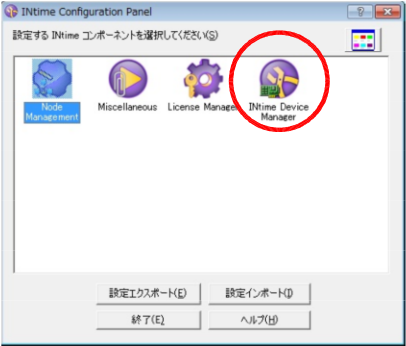 INtime Configuration Panel
設定する INtime コンポーネントを選択してください(S)
Node Management
Miscellaneous
License Manager
INtime Device Manager
設定エクスポート(E)
設定インポート(I)
終了(E)
ヘルプ(H)